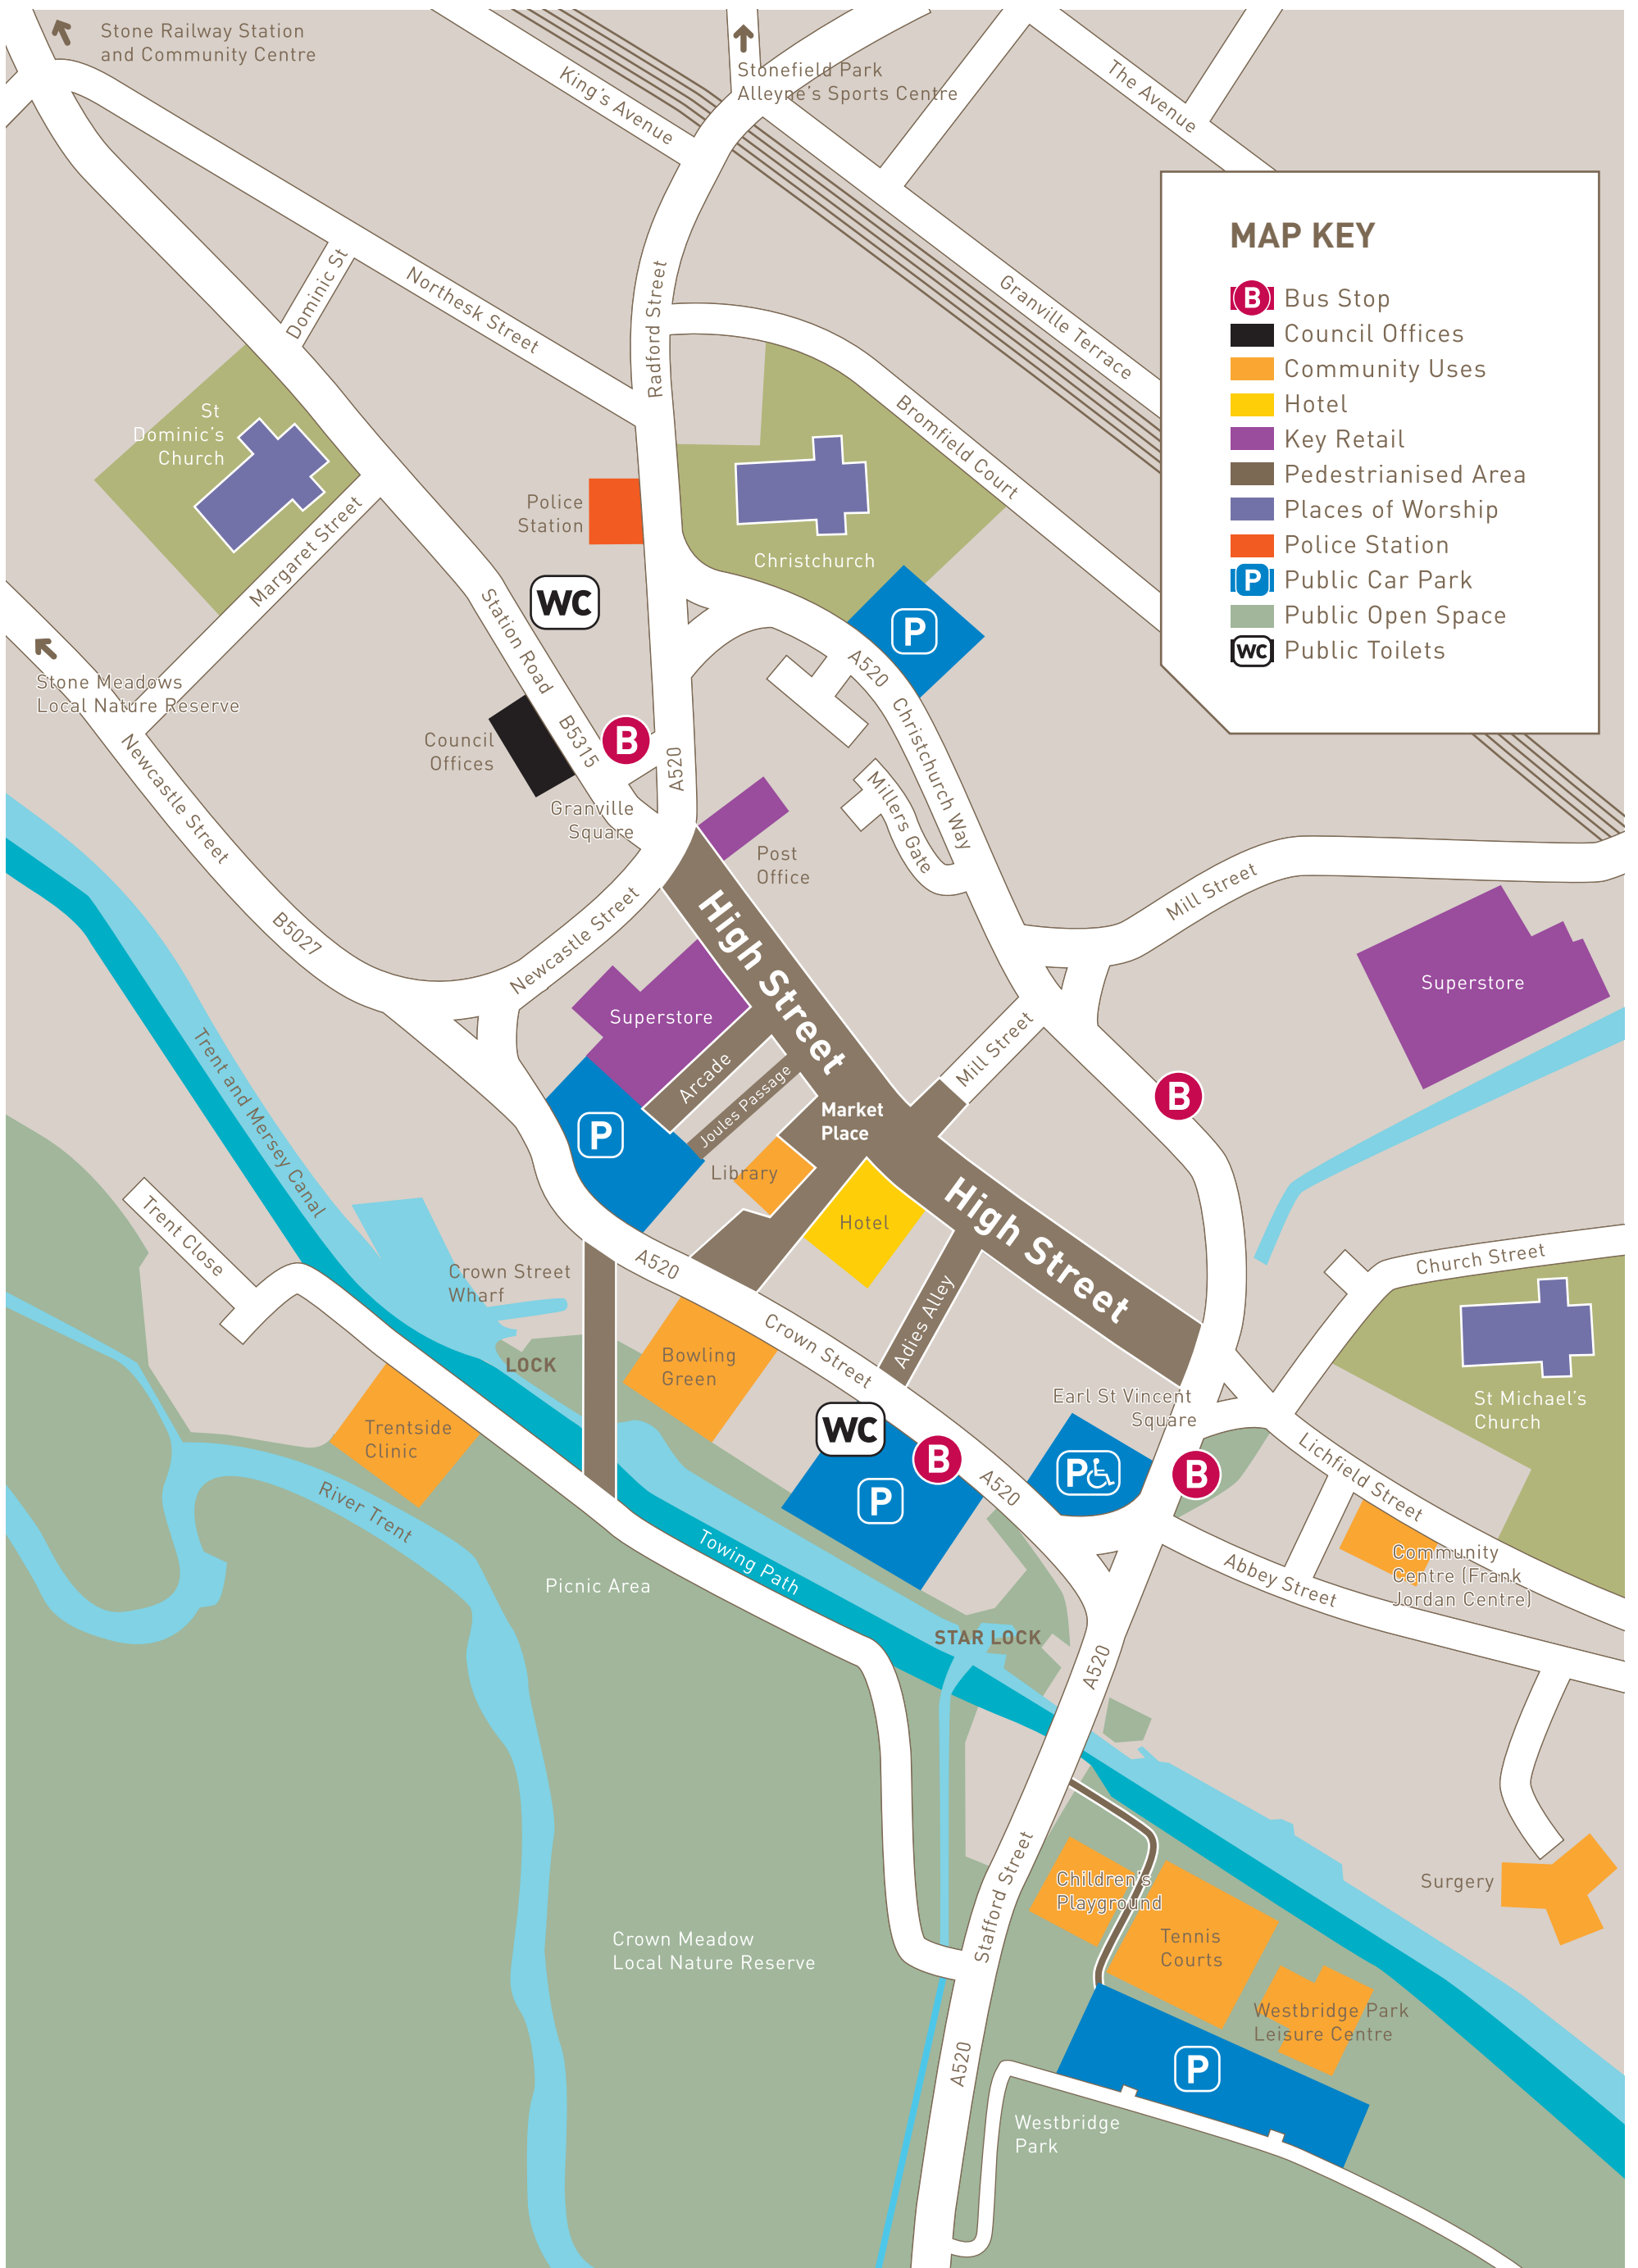 Stone Railway Station
and Community Centre
Stonefield Park
Alleyne's Sports Centre
King's Avenue
The Avenue
MAP KEY
B Bus Stop
Council Offices
Community Uses
Hotel
Key Retail
Pedestrianised Area
Places of Worship
Police Station
P Public Car Park
Public Open Space
WC Public Toilets
Dominic St
Northesk Street
Radford Street
Granville Terrace
Bromfield Court
St
Dominic's
Church
Margaret Street
Police
Station
WC
Christchurch
P
Stone Meadows
Local Nature Reserve
Station Road
B5315
A520
Christchurch Way
Council
Offices
B
A520
Granville
Square
Newcastle Street
B5027
Newcastle Street
Post
Office
Millers Gate
Mill Street
High Street
Superstore
Superstore
Arcade
Joules Passage
Mill Street
Market
Place
B
P
Library
Hotel
High Street
Trent and Mersey Canal
Trent Close
Crown Street
Wharf
A520
Crown Street
Adies Alley
Church Street
LOCK
Bowling
Green
Trentside
Clinic
WC
B
P
A520
Earl St Vincent
Square
P
B
St Michael's
Church
Lichfield Street
Abbey Street
Community
Centre (Frank
Jordan Centre)
River Trent
Towing Path
Picnic Area
STAR LOCK
A520
Stafford Street
Children's
Playground
Tennis
Courts
Surgery
Crown Meadow
Local Nature Reserve
Westbridge Park
Leisure Centre
A520
P
Westbridge
Park